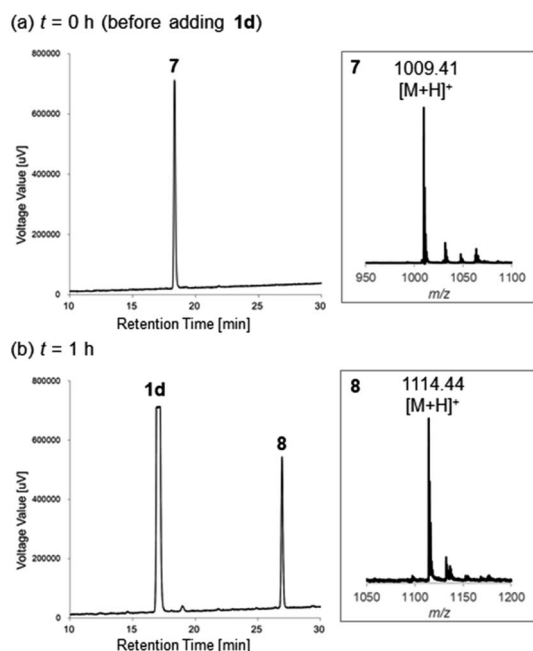 (a) t = 0 h (before adding 1d)
800000
600000
400000
200000
0
Voltage Value [uV]
7
10 15 20 25 30
Retention Time [min]
7 1009.41
[M+H]+
950 1000 1050 1100
m/z
(b) t = 1 h
800000
600000
400000
200000
0
Voltage Value [uV]
1d
8
10 15 20 25 30
Retention Time [min]
8 1114.44
[M+H]+
1050 1100 1150 1200
m/z